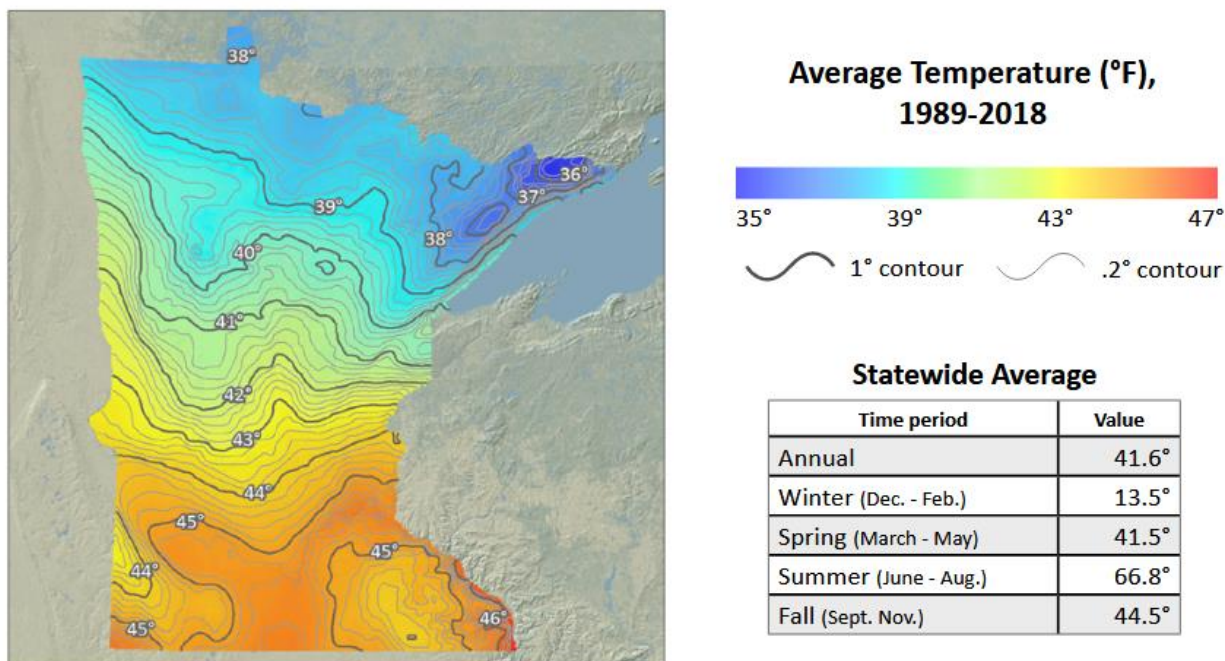 38°
36°
37°
39°
38°
40°
41°
42°
43°
44°
45°
45°
44°
46°
45°
Average Temperature (°F),
1989-2018
35° 39° 43° 47°
1° contour .2° contour
Statewide Average
Time period Value
Annual 41.6°
Winter (Dec. - Feb.) 13.5°
Spring (March - May) 41.5°
Summer (June - Aug.) 66.8°
Fall (Sept. Nov.) 44.5°